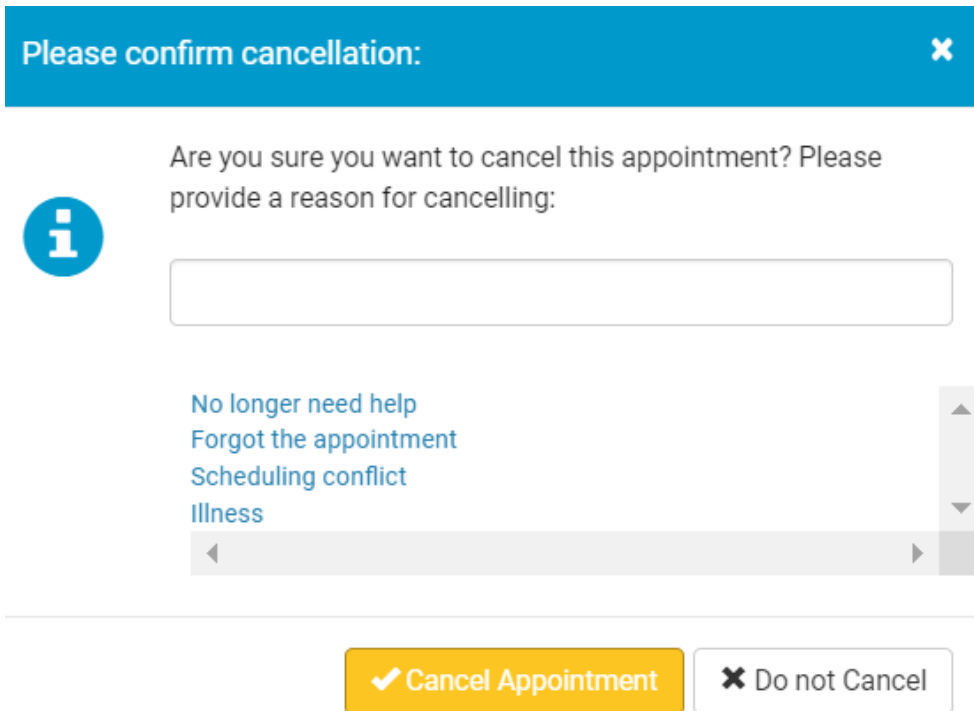 Please confirm cancellation:
Are you sure you want to cancel this appointment? Please
provide a reason for cancelling:
No longer need help
Forgot the appointment
Scheduling conflict
Illness
Cancel Appointment
Do not Cancel